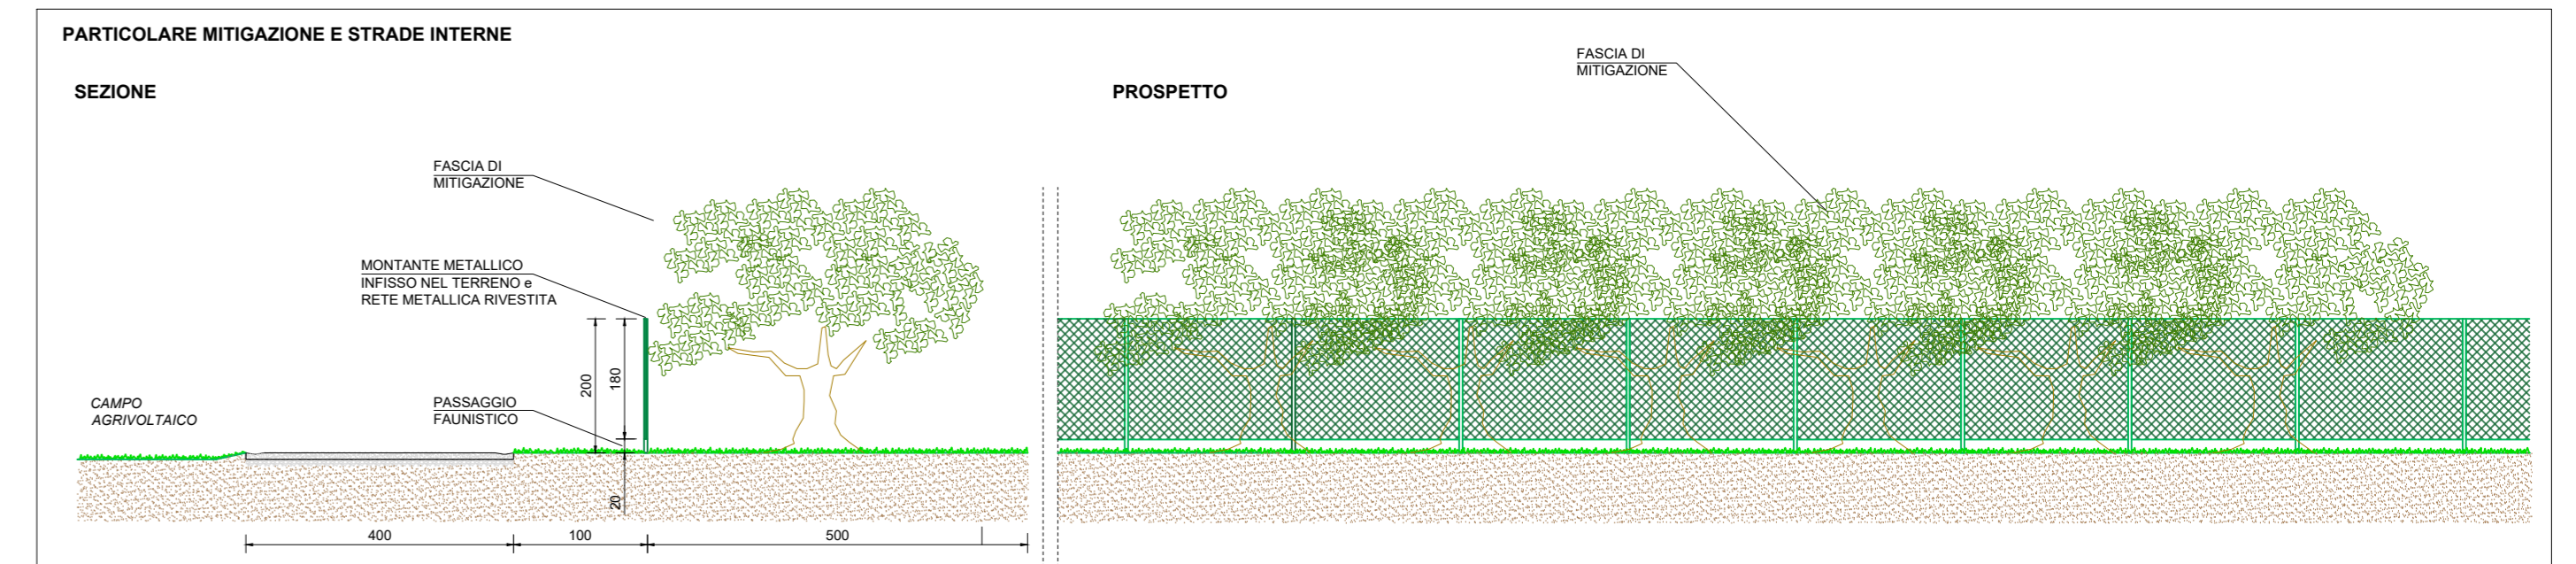 PARTICOLARE MITIGAZIONE E STRADE INTERNE
SEZIONE
PROSPETTO
FASCIA DI
MITIGAZIONE
FASCIA DI
MITIGAZIONE
MONTANTE METALLICO
INFISSO NEL TERRENO e
RETE METALLICA RIVESTITA
200
180
PASSAGGIO
FAUNISTICO
CAMPO
AGRIVOLTAICO
20
400
100
500